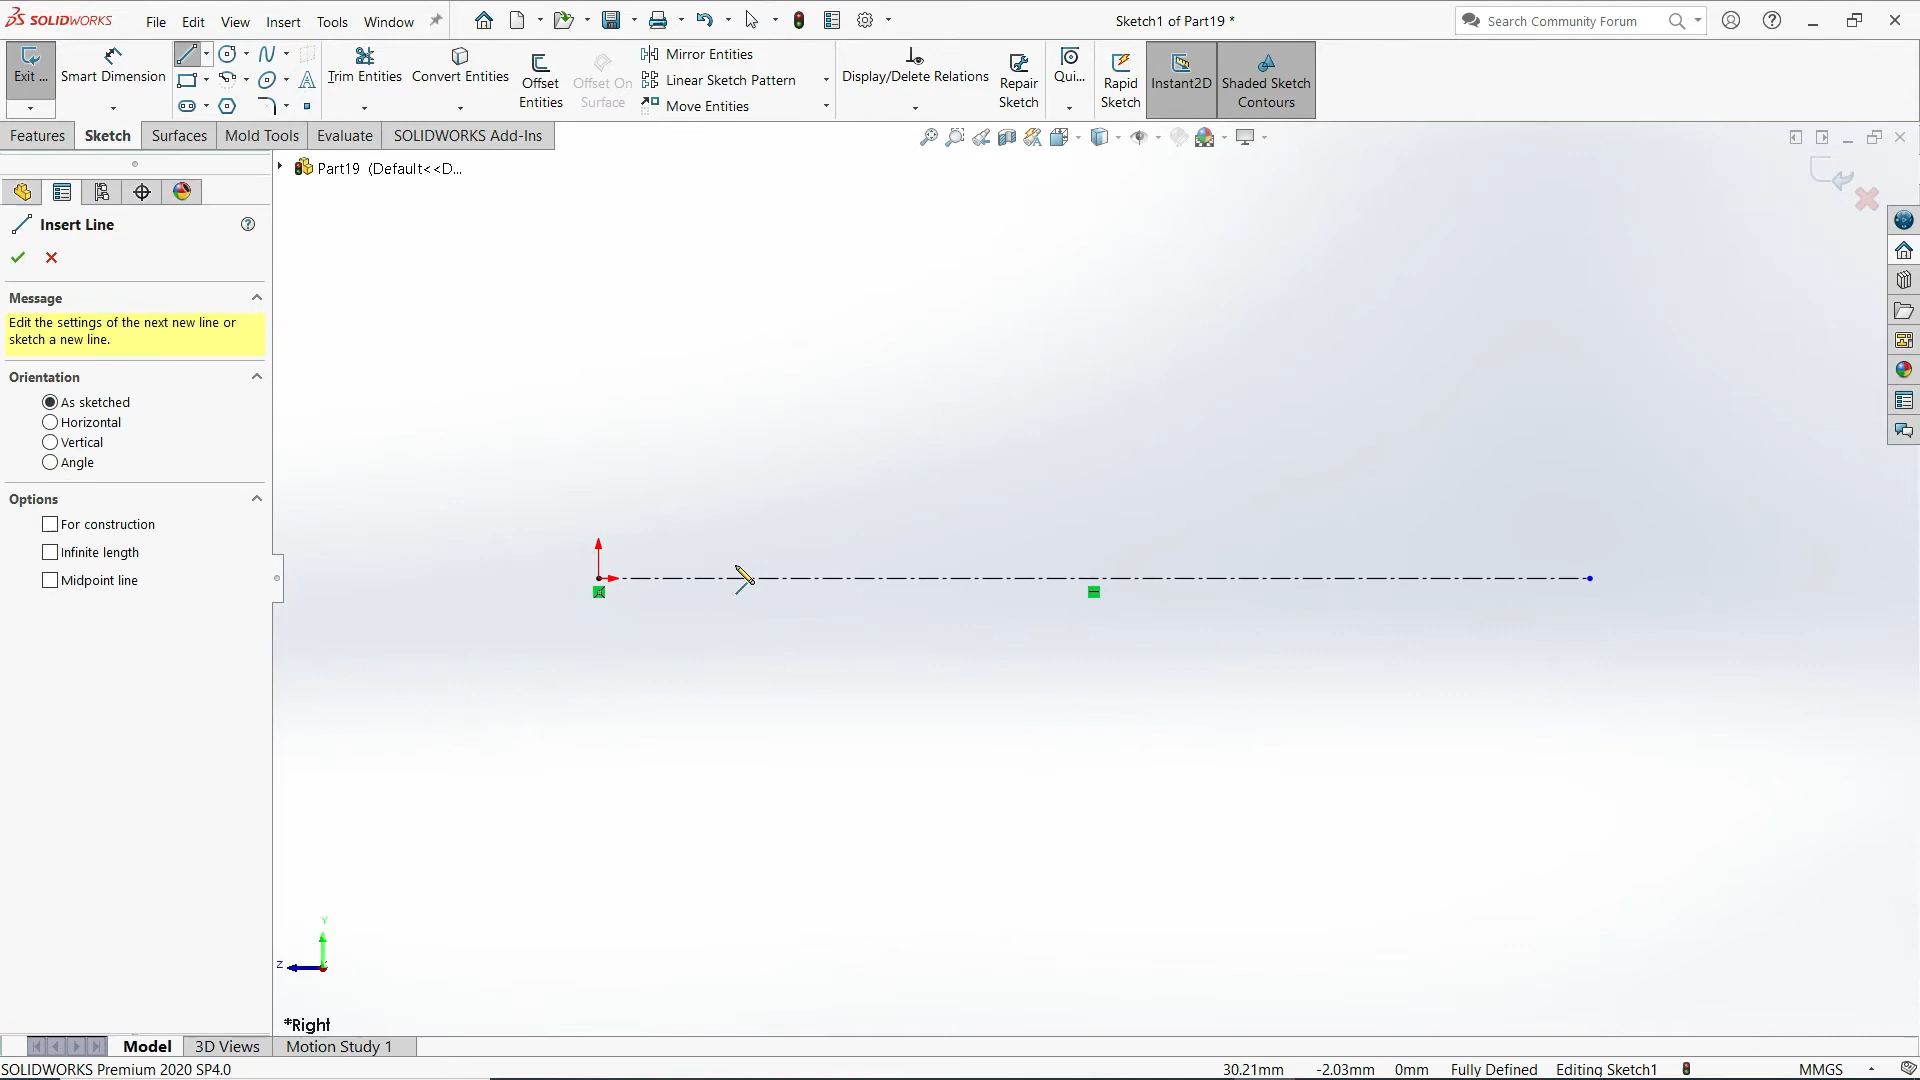 SOLIDWORKS File Edit View Insert Tools Window Sketch1 of Part19 * Search Community Forum
Exit ... Smart Dimension Trim Entities Convert Entities Offset Entities Offset On Surface Mirror Entities Display/Delete Relations Repair Sketch Qui... Rapid Sketch Instant2D Shaded Sketch Contours
Linear Sketch Pattern
Move Entities
Features Sketch Surfaces Mold Tools Evaluate SOLIDWORKS Add-Ins
Part19 (Default<<D...
Insert Line
Message
Edit the settings of the next new line or
sketch a new line.
Orientation
As sketched
Horizontal
Vertical
Angle
Options
For construction
Infinite length
Midpoint line
Y
Z
*Right
Model 3D Views Motion Study 1
SOLIDWORKS Premium 2020 SP4.0 30.21mm -2.03mm 0mm Fully Defined Editing Sketch1 MMGS